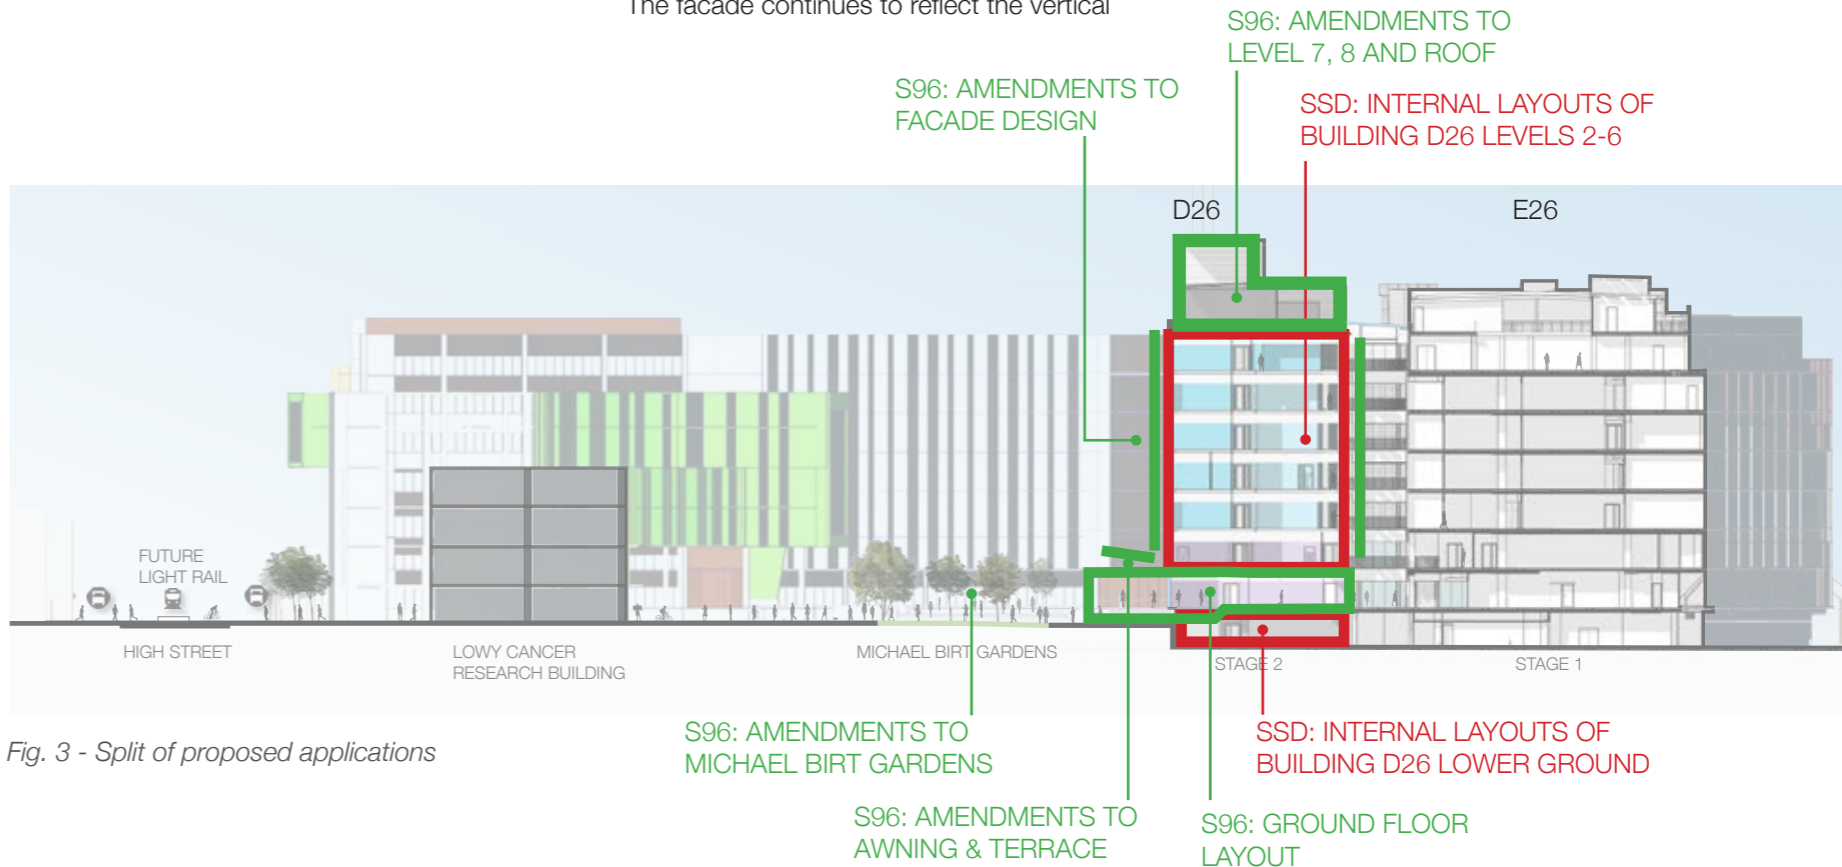 The facade continues to reflect the vertical
S96: AMENDMENTS TO
LEVEL 7, 8 AND ROOF
S96: AMENDMENTS TO
FACADE DESIGN
SSD: INTERNAL LAYOUTS OF
BUILDING D26 LEVELS 2-6
D26
E26
FUTURE
LIGHT RAIL
HIGH STREET
LOWY CANCER
RESEARCH BUILDING
MICHAEL BIRT GARDENS
STAGE 2
STAGE 1
Fig. 3 - Split of proposed applications
S96: AMENDMENTS TO
MICHAEL BIRT GARDENS
SSD: INTERNAL LAYOUTS OF
BUILDING D26 LOWER GROUND
S96: AMENDMENTS TO
AWNING & TERRACE
S96: GROUND FLOOR
LAYOUT